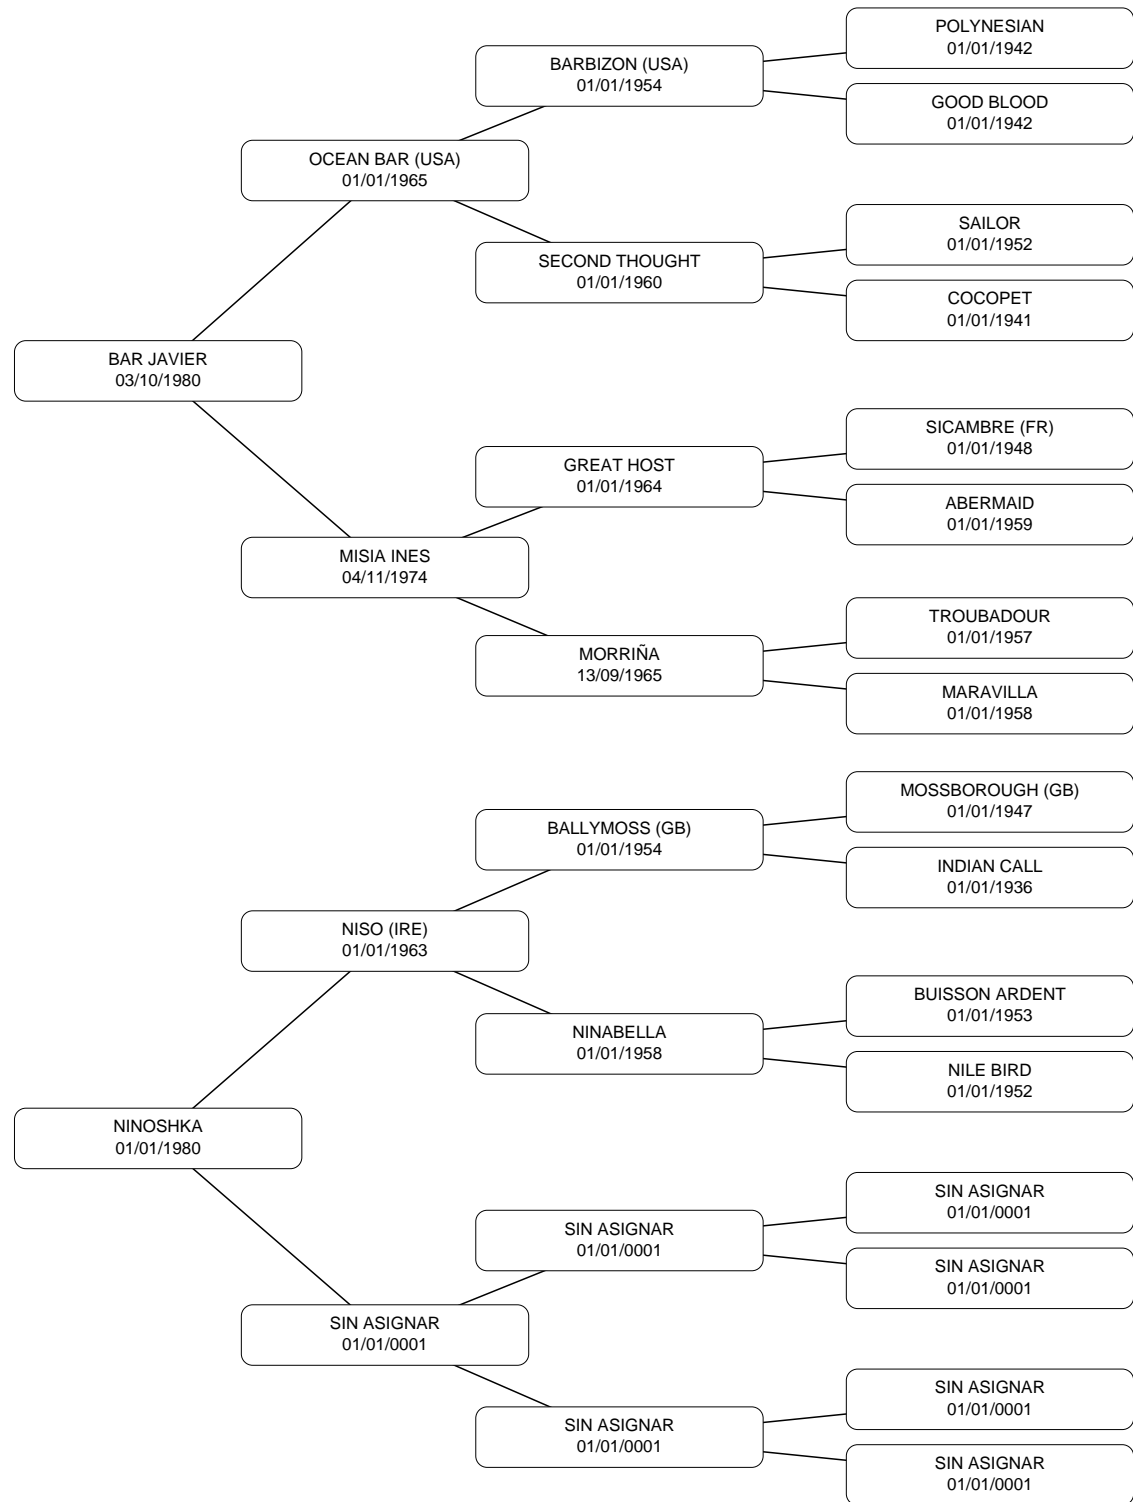 POLYNESIAN
01/01/1942
BARBIZON (USA)
01/01/1954
GOOD BLOOD
01/01/1942
OCEAN BAR (USA)
01/01/1965
SAILOR
01/01/1952
SECOND THOUGHT
01/01/1960
COCOPET
01/01/1941
BAR JAVIER
03/10/1980
SICAMBRE (FR)
01/01/1948
GREAT HOST
01/01/1964
ABERMAID
01/01/1959
MISIA INES
04/11/1974
TROUBADOUR
01/01/1957
MORRIÑA
13/09/1965
MARAVILLA
01/01/1958
MOSSBOROUGH (GB)
01/01/1947
BALLYMOSS (GB)
01/01/1954
INDIAN CALL
01/01/1936
NISO (IRE)
01/01/1963
BUISSON ARDENT
01/01/1953
NINABELLA
01/01/1958
NILE BIRD
01/01/1952
NINOSHKA
01/01/1980
SIN ASIGNAR
01/01/0001
SIN ASIGNAR
01/01/0001
SIN ASIGNAR
01/01/0001
SIN ASIGNAR
01/01/0001
SIN ASIGNAR
01/01/0001
SIN ASIGNAR
01/01/0001
SIN ASIGNAR
01/01/0001